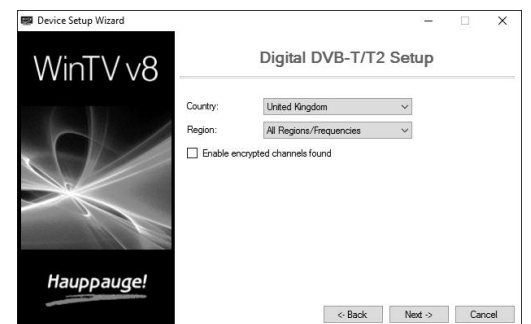 Device Setup Wizard
WinTV v8
Digital DVB-T/T2 Setup
Country: United Kingdom
Region: All Regions/Frequencies
Enable encrypted channels found
Hauppauge!
<- Back Next -> Cancel